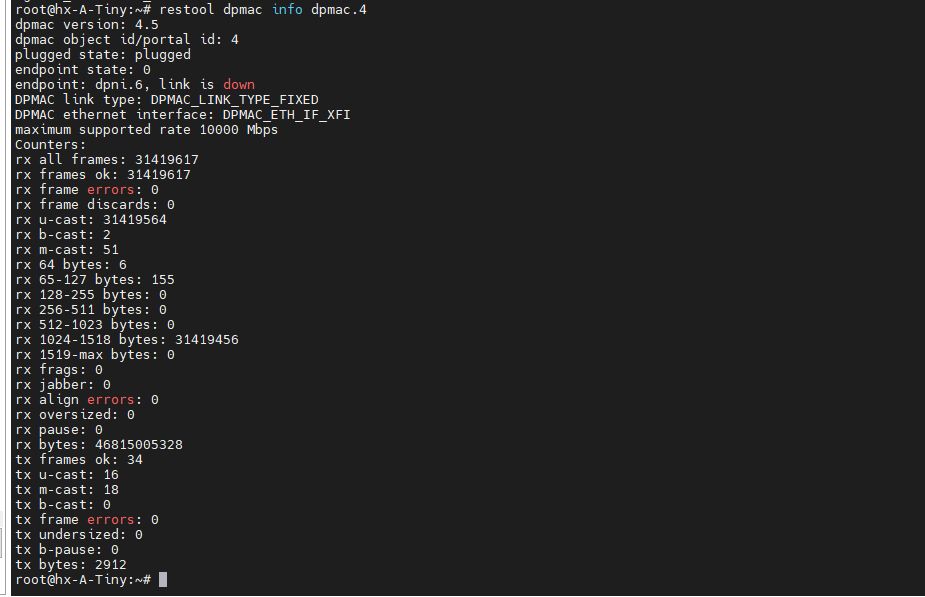 root@hx-A-Tiny:~# restool dpmac info dpmac.4
dpmac version: 4.5
dpmac object id/portal id: 4
plugged state: plugged
endpoint state: 0
endpoint: dpni.6, link is down
DPMAC link type: DPMAC_LINK_TYPE_FIXED
DPMAC ethernet interface: DPMAC_ETH_IF_XFI
maximum supported rate 10000 Mbps
Counters:
rx all frames: 31419617
rx frames ok: 31419617
rx frame errors: 0
rx frame discards: 0
rx u-cast: 31419564
rx b-cast: 2
rx m-cast: 51
rx 64 bytes: 6
rx 65-127 bytes: 155
rx 128-255 bytes: 0
rx 256-511 bytes: 0
rx 512-1023 bytes: 0
rx 1024-1518 bytes: 31419456
rx 1519-max bytes: 0
rx frags: 0
rx jabber: 0
rx align errors: 0
rx oversized: 0
rx pause: 0
rx bytes: 46815005328
tx frames ok: 34
tx u-cast: 16
tx m-cast: 18
tx b-cast: 0
tx frame errors: 0
tx undersized: 0
tx b-pause: 0
tx bytes: 2912
root@hx-A-Tiny:~#